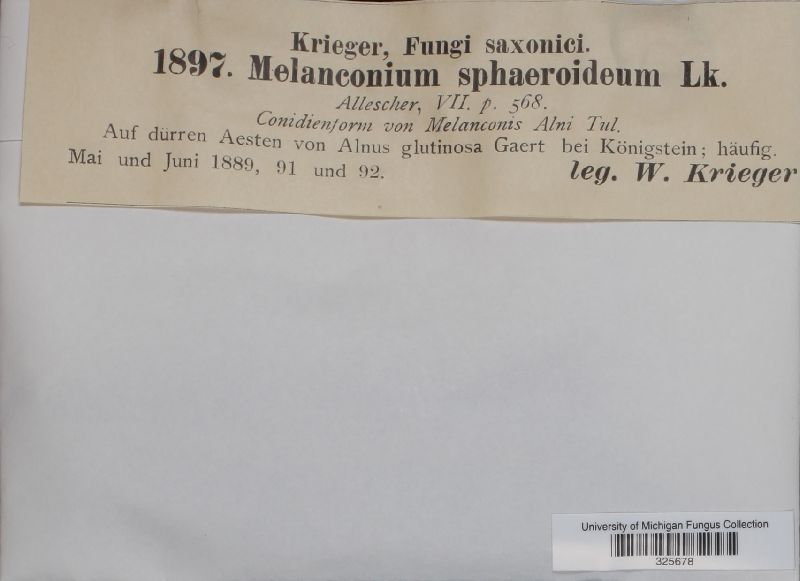 Krieger, Fungi saxonici.
1897. Melanconium sphaeroideum Lk.
Allescher, VII. p. 568.
Conidienform von Melanconis Alni Tul.
Auf dürren Aesten von Alnus glutinosa Gaert bei Königstein; häufig.
Mai und Juni 1889, 91 und 92.
leg. W. Krieger
University of Michigan Fungus Collection
325678